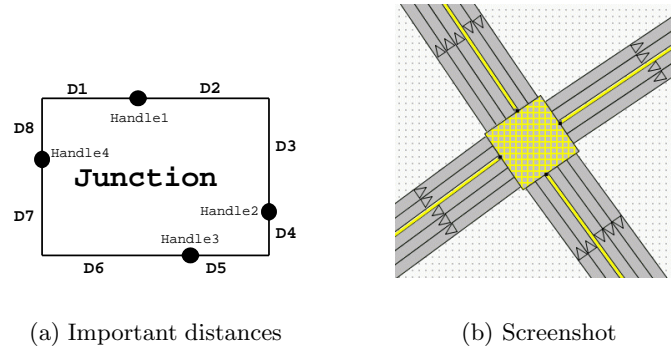 D1 D2
Handle1
D8
D3
Handle4
Junction
Handle2
D7
D4
Handle3
D6 D5
(a) Important distances
(b) Screenshot